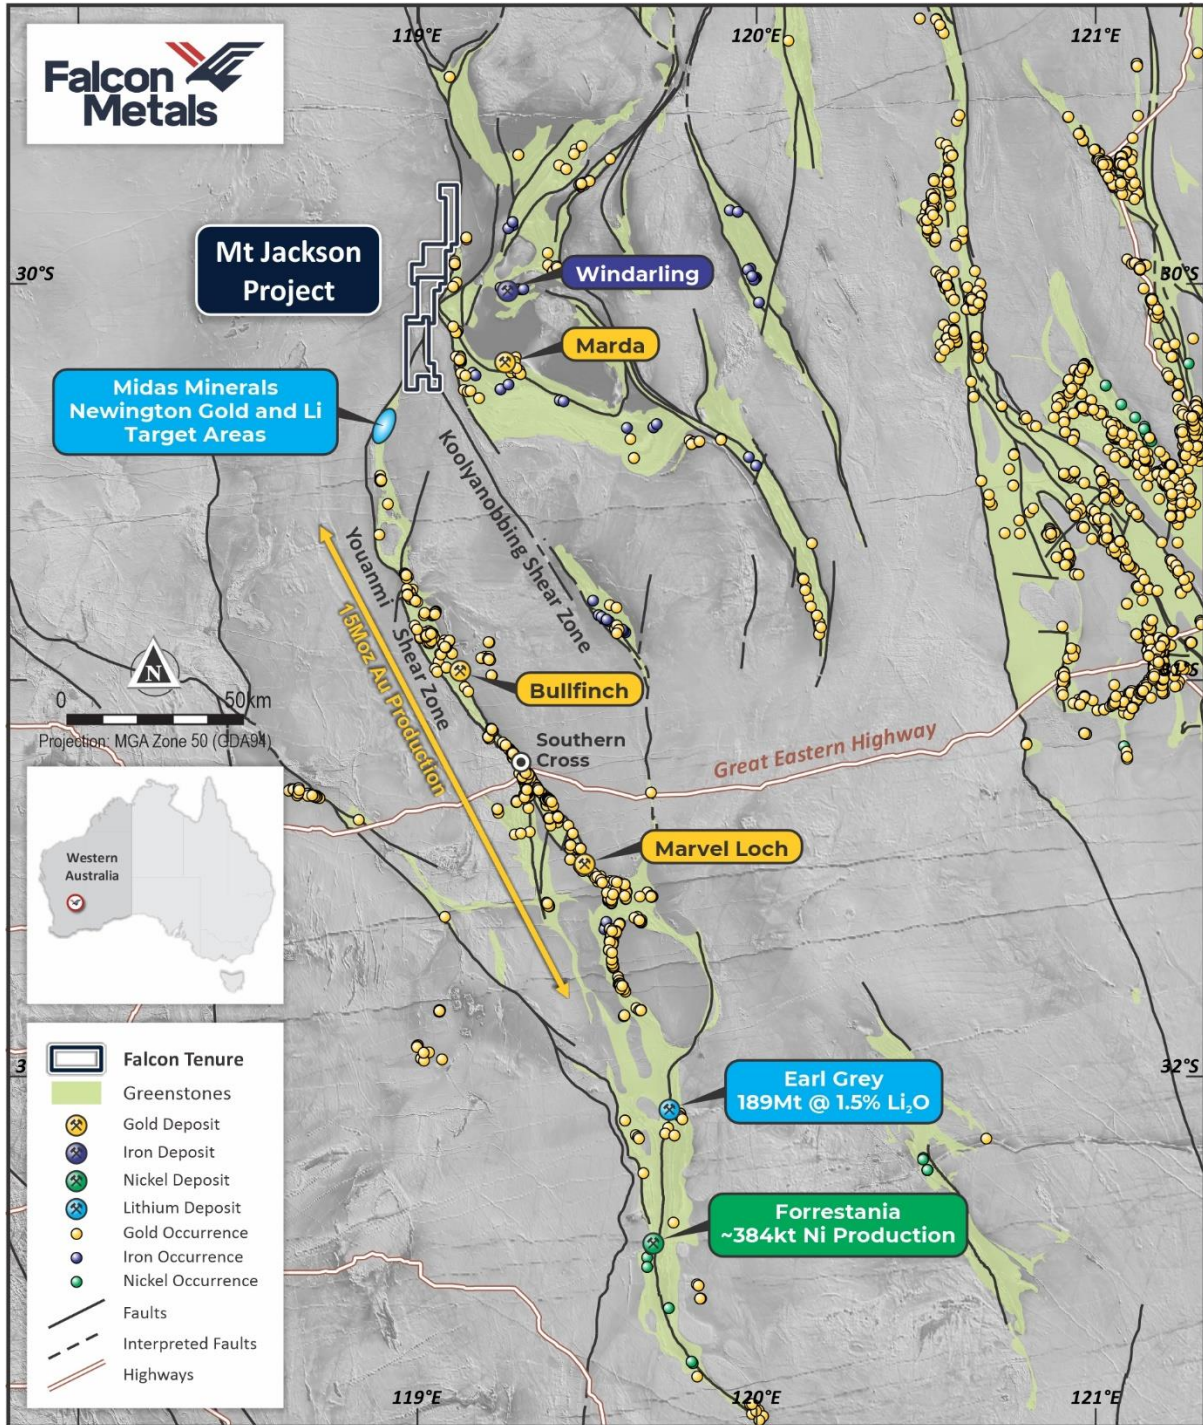 119°E
120°E
121°E
Falcon
Metals
Mt Jackson
Project
30°S
30°S
Windarling
Marda
Midas Minerals
Newington Gold and Li
Target Areas
Koolyanobbing Shear Zone
Youanmi
Shear Zone
15Moz Au Production
N
0
50km
Projection: MGA Zone 50 (GDA94)
Bullfinch
31°S
Southern
Cross
Great Eastern Highway
Marvel Loch
Western
Australia
Falcon Tenure
Greenstones
Gold Deposit
Iron Deposit
Nickel Deposit
Lithium Deposit
Gold Occurrence
Iron Occurrence
Nickel Occurrence
Faults
Interpreted Faults
Highways
32°S
Earl Grey
189Mt @ 1.5% Li₂O
Forrestania
~384kt Ni Production
119°E
120°E
121°E